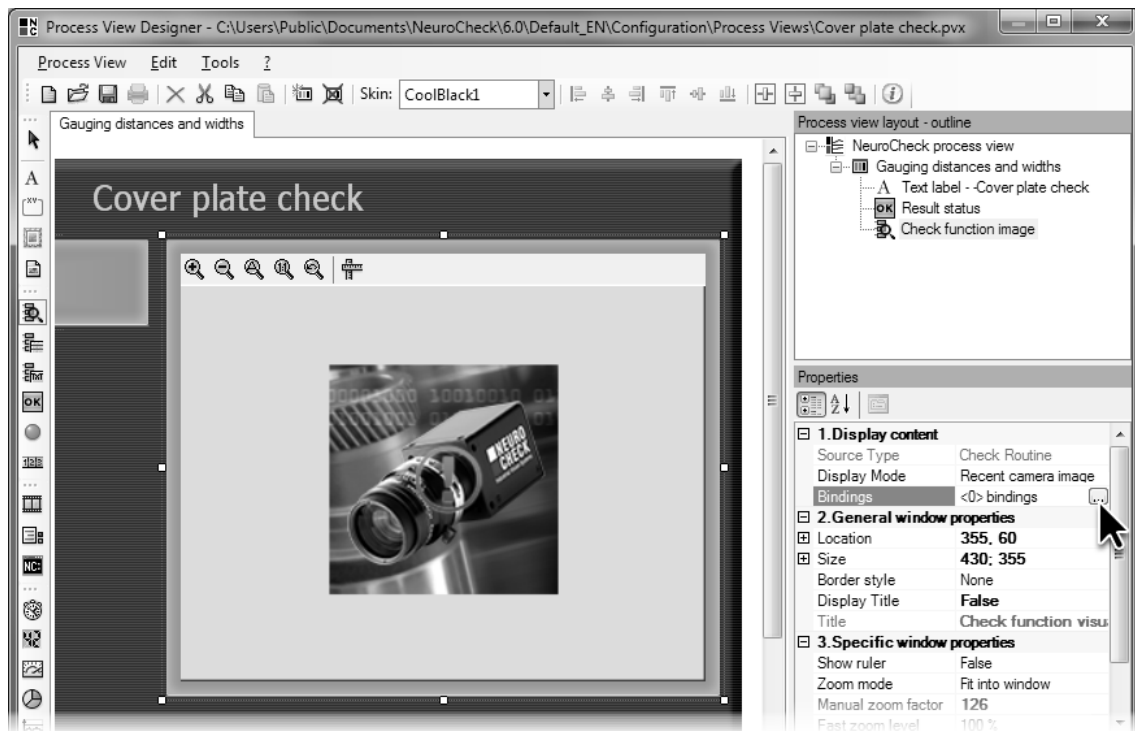 Process View Designer - C:\Users\Public\Documents\NeuroCheck\6.0\Default_EN\Configuration\Process Views\Cover plate check.pvx
Process View Edit Tools ?
Skin: CoolBlack1
Gauging distances and widths
Cover plate check
NEURO
CHECK
Process view layout - outline
NeuroCheck process view
Gauging distances and widths
A Text label - -Cover plate check
OK Result status
Check function image
Properties
1.Display content
Source Type Check Routine
Display Mode Recent camera image
Bindings <0> bindings ...
2.General window properties
Location 355, 60
Size 430; 355
Border style None
Display Title False
Title Check function visu
3.Specific window properties
Show ruler False
Zoom mode Fit into window
Manual zoom factor 126
Fast zoom level 100 %
A
OK
NC: